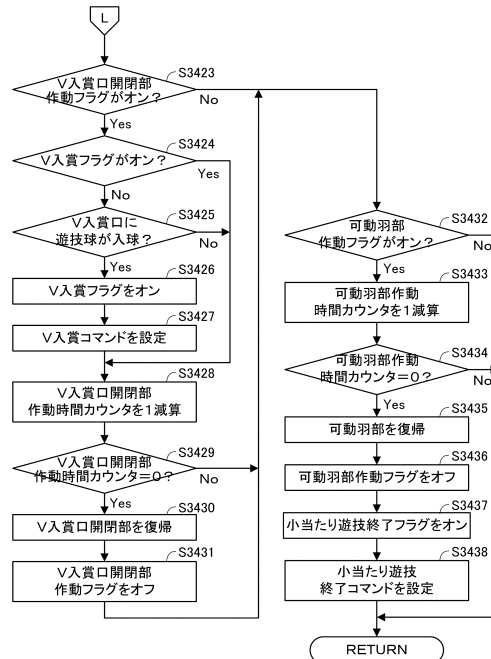 L
S3423
V入賞口開閉部
作動フラグがオン？
No
Yes
S3424
V入賞フラグがオン？
Yes
No
S3425
V入賞口に
遊技球が入球？
No
Yes
S3426
V入賞フラグをオン
S3427
V入賞コマンドを設定
S3428
V入賞口開閉部
作動時間カウンタを1減算
S3429
V入賞口開閉部
作動時間カウンタ=0？
No
Yes
S3430
V入賞口開閉部を復帰
S3431
V入賞口開閉部
作動フラグをオフ
S3432
可動羽部
作動フラグがオン？
No
Yes
S3433
可動羽部作動
時間カウンタを1減算
S3434
可動羽部作動
時間カウンタ=0？
No
Yes
S3435
可動羽部を復帰
S3436
可動羽部作動フラグをオフ
S3437
小当たり遊技終了フラグをオン
S3438
小当たり遊技
終了コマンドを設定
RETURN